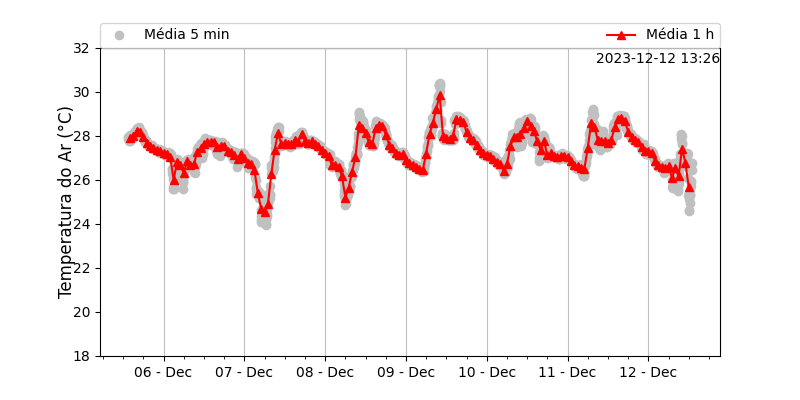 Média 5 min
Média 1 h
2023-12-12 13:26
Temperatura do Ar (°C)
32
30
28
26
24
22
20
18
06 - Dec
07 - Dec
08 - Dec
09 - Dec
10 - Dec
11 - Dec
12 - Dec